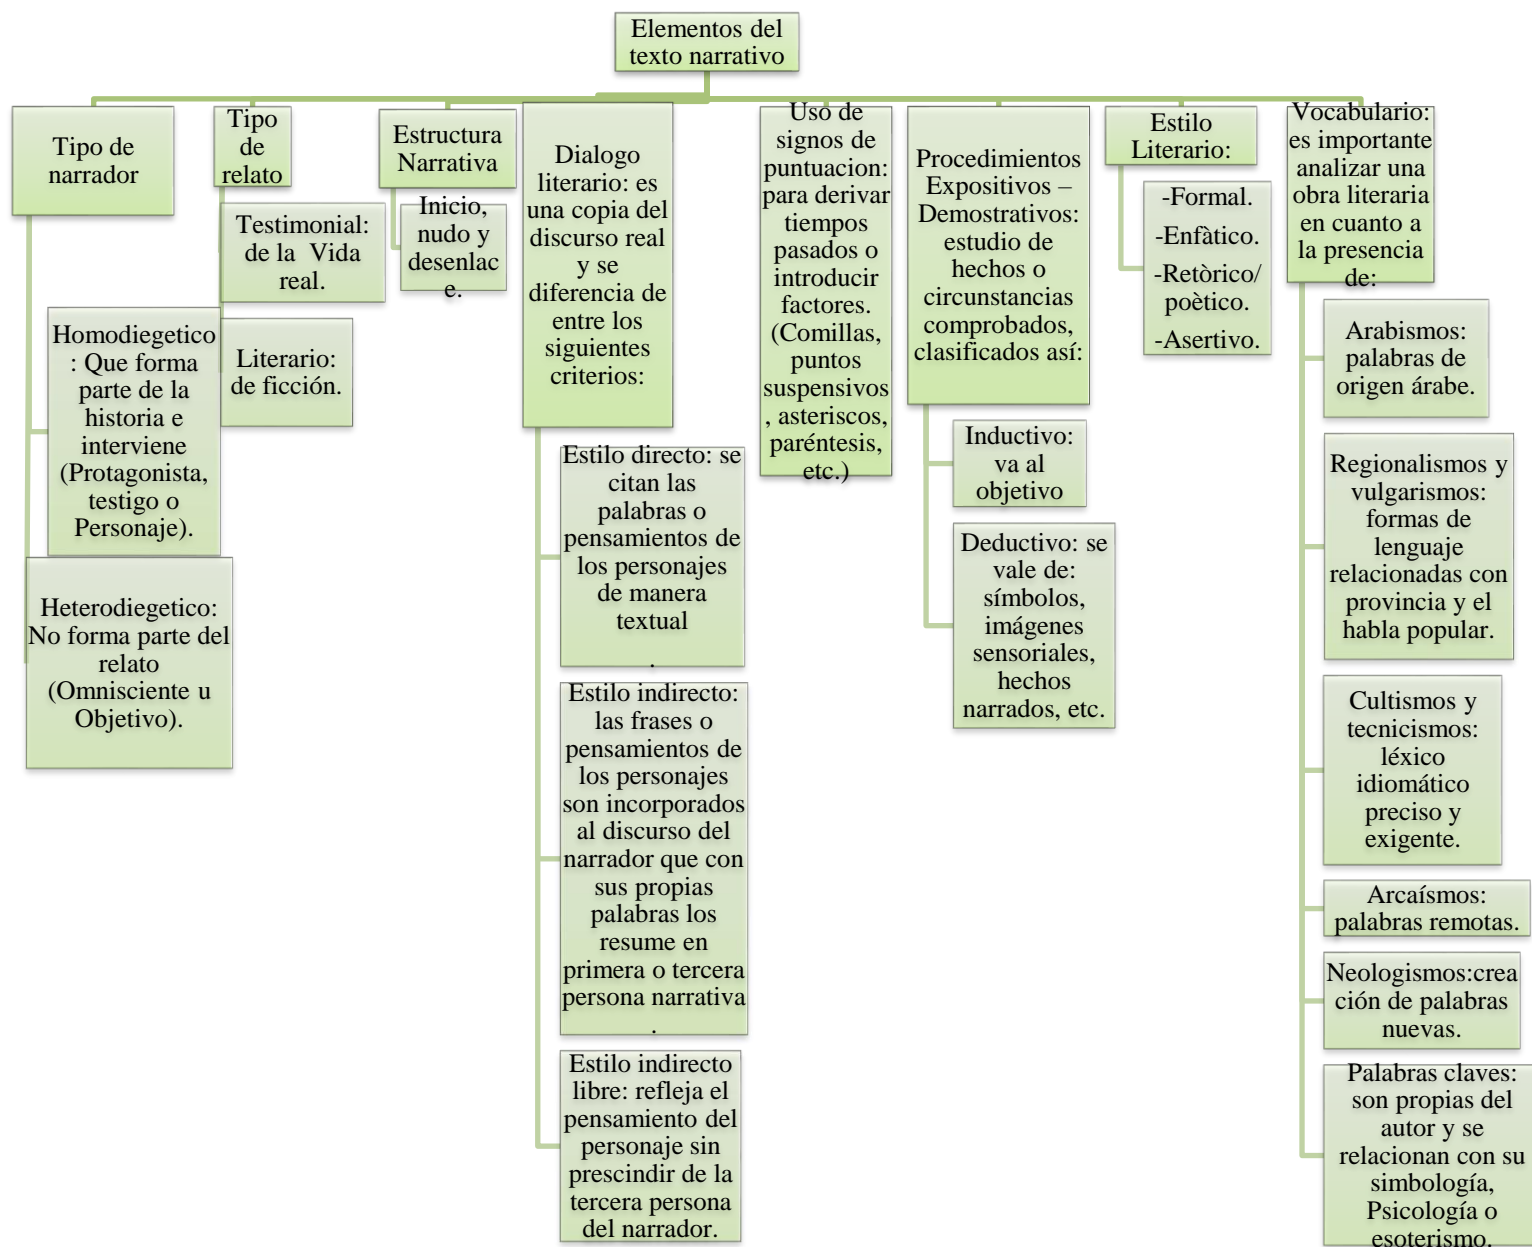 Elementos del
texto narrativo
Tipo de
narrador
Homodiegetico
: Que forma
parte de la
historia e
interviene
(Protagonista,
testigo o
Personaje).
Heterodiegetico:
No forma parte del
relato
(Omnisciente u
Objetivo).
Tipo
de
relato
Testimonial:
de la Vida
real.
Literario:
de ficción.
Estructura
Narrativa
Inicio,
nudo y
desenlac
e.
Dialogo
literario: es
una copia del
discurso real
y se
diferencia de
entre los
siguientes
criterios:
Estilo directo: se
citan las
palabras o
pensamientos de
los personajes
de manera
textual
.
Estilo indirecto:
las frases o
pensamientos de
los personajes
son incorporados
al discurso del
narrador que con
sus propias
palabras los
resume en
primera o tercera
persona narrativa
.
Estilo indirecto
libre: refleja el
pensamiento del
personaje sin
prescindir de la
tercera persona
del narrador.
Uso de
signos de
puntuacion:
para derivar
tiempos
pasados o
introducir
factores.
(Comillas,
puntos
suspensivos
, asteriscos,
paréntesis,
etc.)
Procedimientos
Expositivos –
Demostrativos:
estudio de
hechos o
circunstancias
comprobados,
clasificados así:
Inductivo:
va al
objetivo
Deductivo: se
vale de:
símbolos,
imágenes
sensoriales,
hechos
narrados, etc.
Estilo
Literario:
-Formal.
-Enfàtico.
-Retòrico/
poètico.
-Asertivo.
Vocabulario:
es importante
analizar una
obra literaria
en cuanto a
la presencia
de:
Arabismos:
palabras de
origen árabe.
Regionalismos y
vulgarismos:
formas de
lenguaje
relacionadas con
provincia y el
habla popular.
Cultismos y
tecnicismos:
léxico
idiomático
preciso y
exigente.
Arcaísmos:
palabras remotas.
Neologismos:crea
ción de palabras
nuevas.
Palabras claves:
son propias del
autor y se
relacionan con su
simbología,
Psicología o
esoterismo.